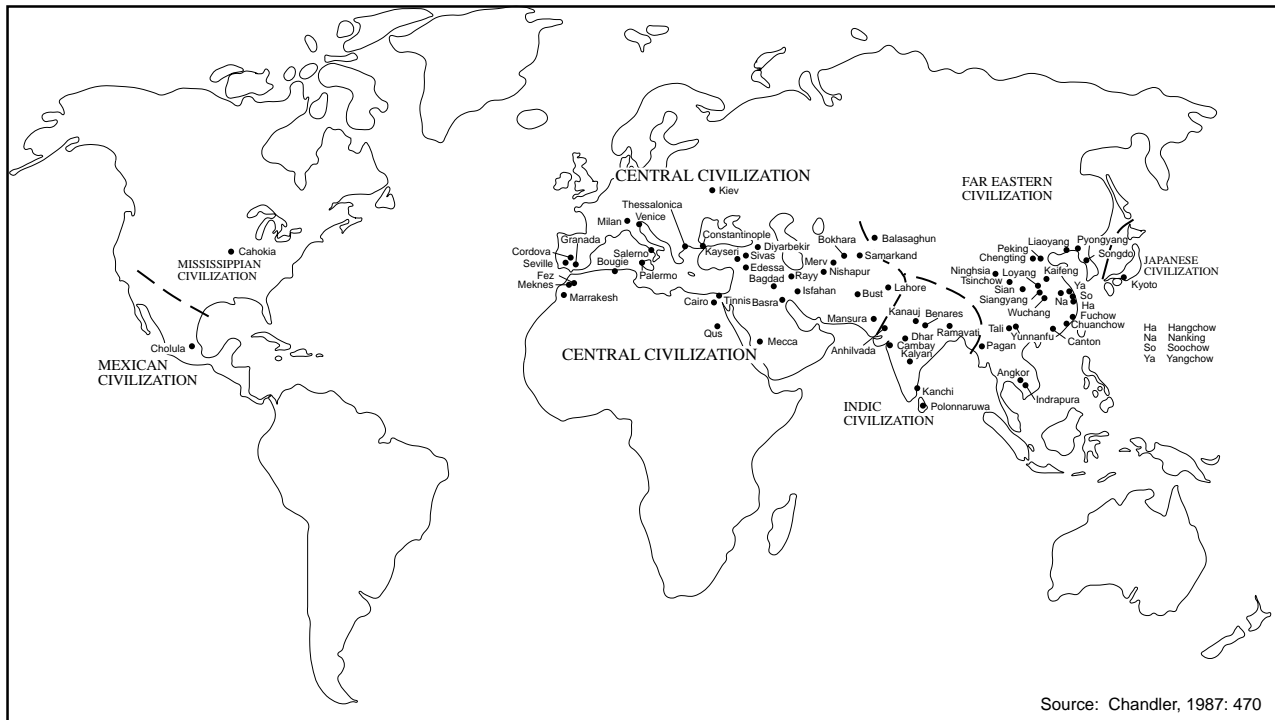 CENTRAL CIVILIZATION
Kiev
FAR EASTERN
CIVILIZATION
Thessalonica
Milan
Venice
Constantinople
Granada
Cordova
Seville
Salerno
Bougie
Palermo
Fez
Meknes
Marrakesh
Kayseri
Diyarbekir
Sivas
Edessa
Bagdad
Bokhara
Merv
Rayy
Nishapur
Isfahan
Basra
Balasaghun
Samarkand
Bust
Lahore
Cahokia
MISSISSIPPIAN
CIVILIZATION
Liaoyang
Pyongyang
Peking
Chengting
Songdo
JAPANESE
CIVILIZATION
Kyoto
Ninghsia
Tsinchow
Loyang
Kaifeng
Sian
Siangyang
Wuchang
Ya
So
Na
Ha
Fuchow
Chuanchow
Canton
Tali
Yunnanfu
Pagan
Cairo
Tinnis
Qus
Mecca
CENTRAL CIVILIZATION
Mansura
Kanauj
Benares
Dhar
Ramavati
Anhilvada
Cambay
Kalyan
Kanchi
Polonnaruwa
INDIC
CIVILIZATION
Angkor
Indrapura
Cholula
MEXICAN
CIVILIZATION
Ha Hangchow
Na Nanking
So Soochow
Ya Yangchow
Source: Chandler, 1987: 470